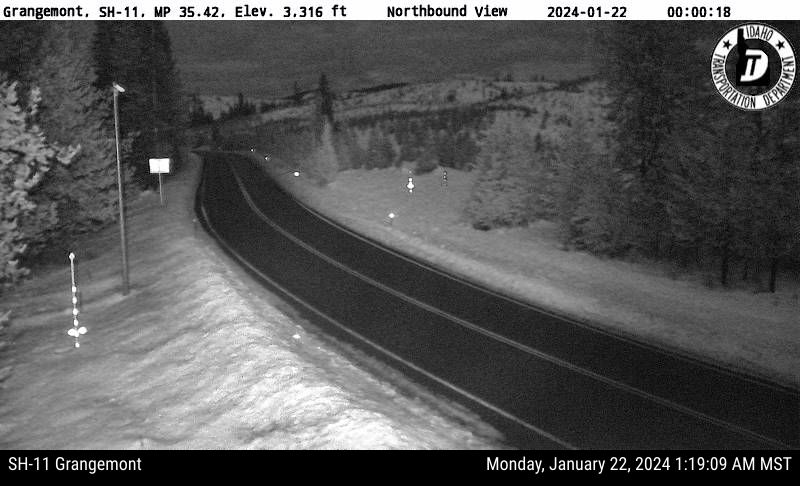 Grangemont, SH-11, MP 35.42, Elev. 3,316 ft Northbound View 2024-01-22 00:00:18
IDAHO
TRANSPORTATION DEPARTMENT
SH-11 Grangemont Monday, January 22, 2024 1:19:09 AM MST